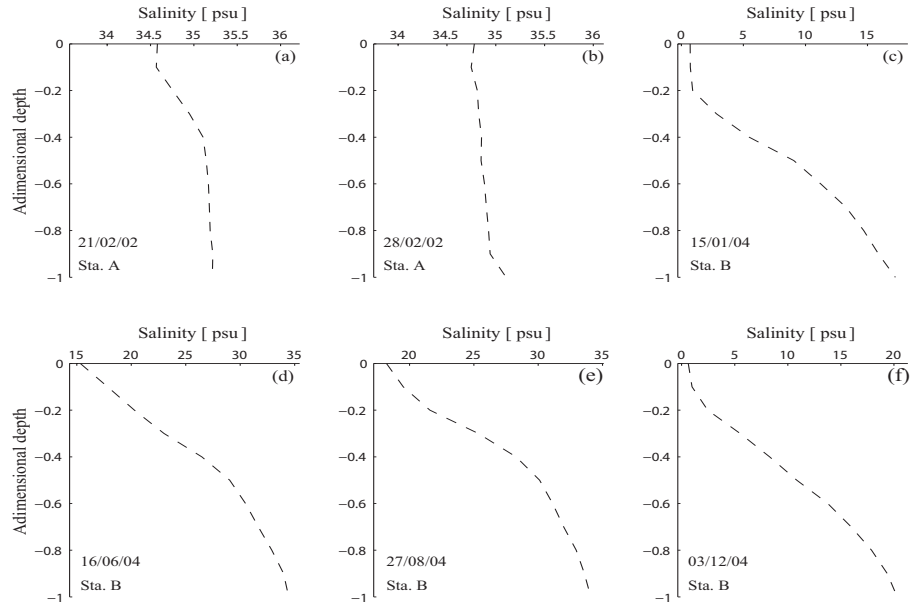 Salinity [ psu ] Salinity [ psu ] Salinity [ psu ]
34 34.5 35 35.5 36 34 34.5 35 35.5 36 0 5 10 15
0 0 0
(a) (b) (c)
−0.2 −0.2 −0.2
−0.4 −0.4 −0.4
−0.6 −0.6 −0.6
−0.8 −0.8 −0.8
−1 −1 −1
Adimensional depth
21/02/02 28/02/02 15/01/04
Sta. A Sta. A Sta. B
Salinity [ psu ] Salinity [ psu ] Salinity [ psu ]
15 20 25 30 35 20 25 30 35 0 5 10 15 20
0 0 0
(d) (e) (f)
−0.2 −0.2 −0.2
−0.4 −0.4 −0.4
−0.6 −0.6 −0.6
−0.8 −0.8 −0.8
−1 −1 −1
Adimensional depth
16/06/04 27/08/04 03/12/04
Sta. B Sta. B Sta. B